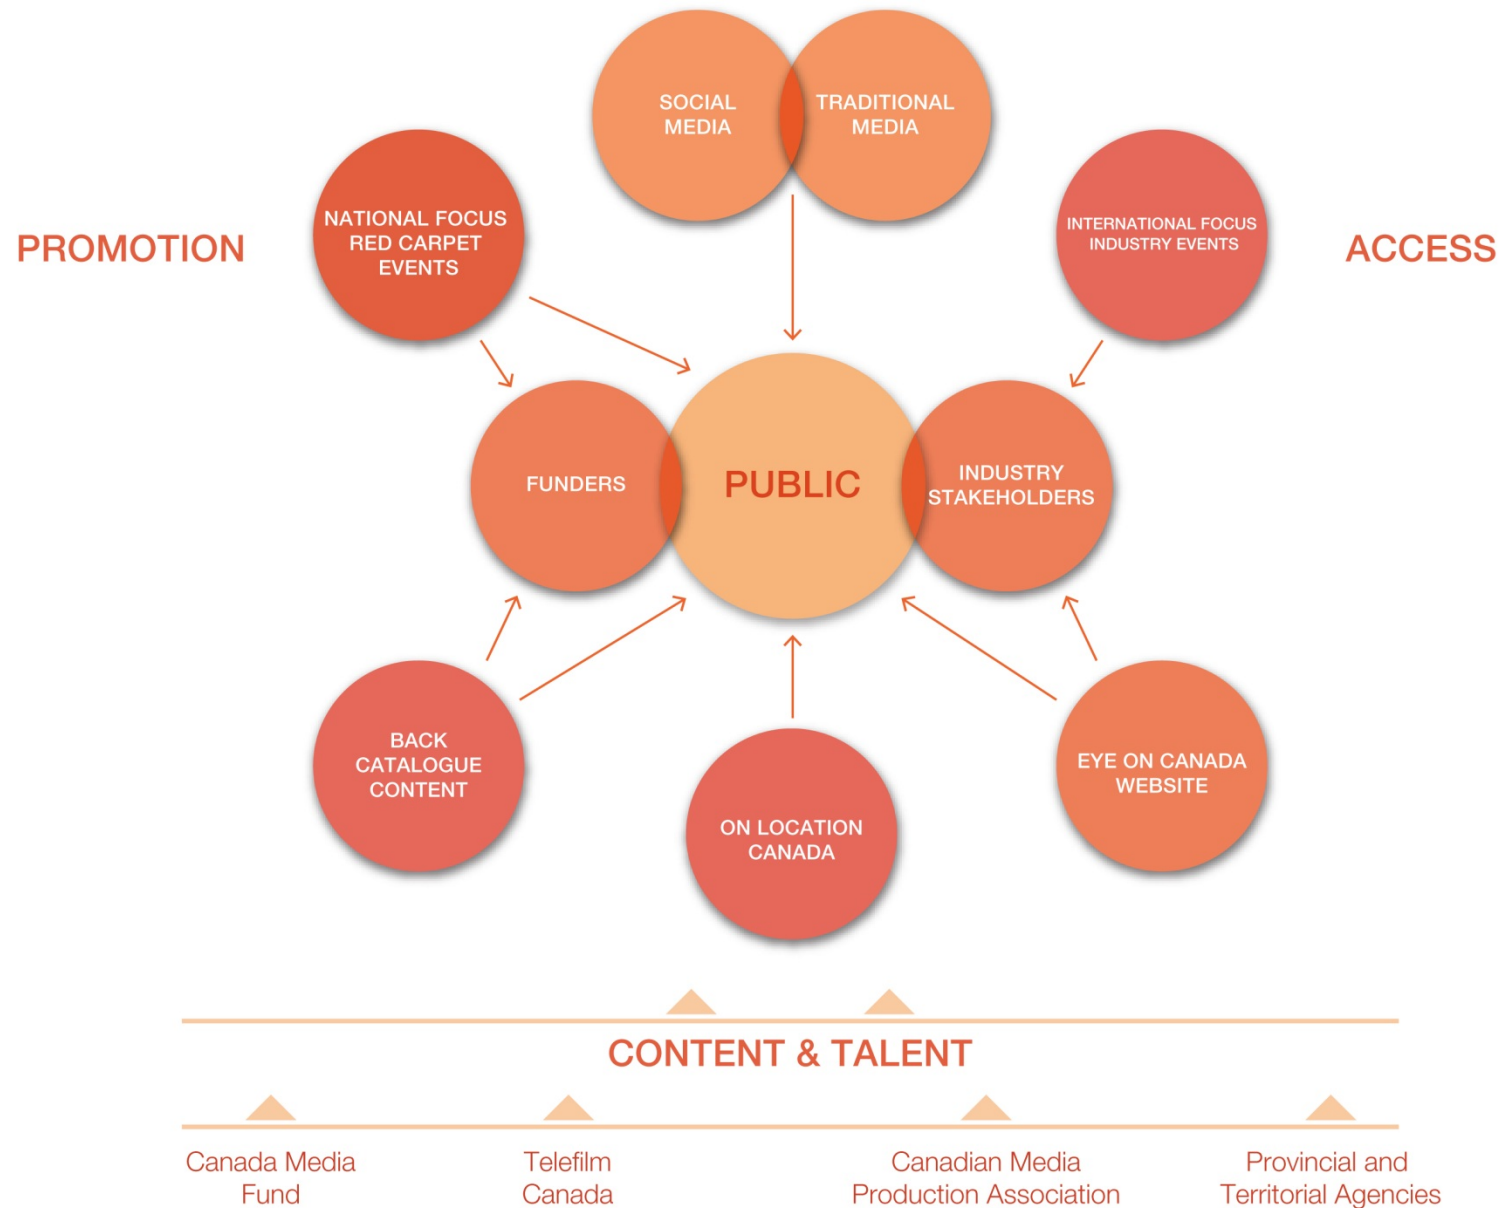 SOCIAL
MEDIA
TRADITIONAL
MEDIA
NATIONAL FOCUS
RED CARPET
EVENTS
INTERNATIONAL FOCUS
INDUSTRY EVENTS
PROMOTION
ACCESS
FUNDERS
PUBLIC
INDUSTRY
STAKEHOLDERS
BACK
CATALOGUE
CONTENT
ON LOCATION
CANADA
EYE ON CANADA
WEBSITE
CONTENT & TALENT
Canada Media
Fund
Telefilm
Canada
Canadian Media
Production Association
Provincial and
Territorial Agencies